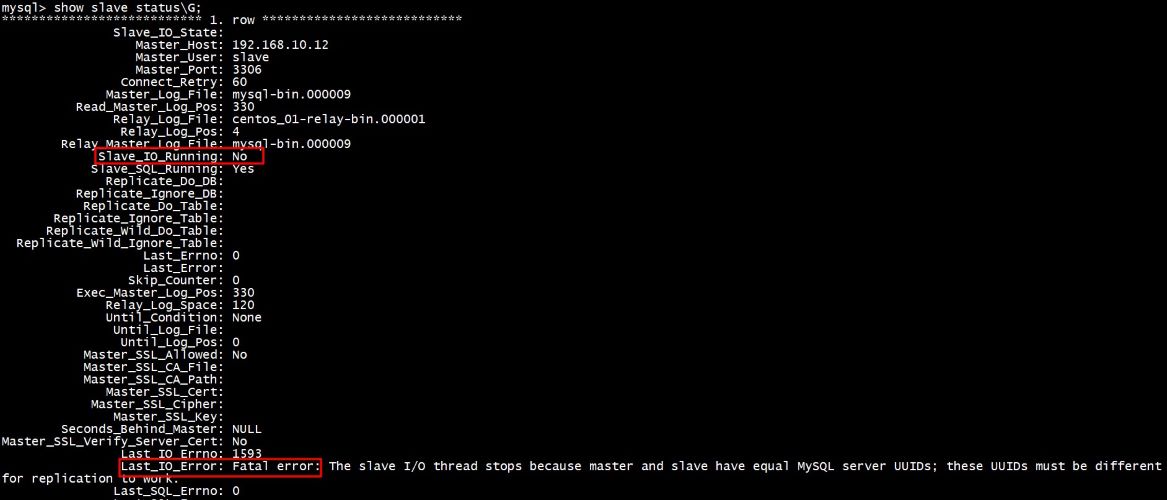 mysql> show slave status\G;
*************************** 1. row ***************************
Slave_IO_State:
Master_Host: 192.168.10.12
Master_User: slave
Master_Port: 3306
Connect_Retry: 60
Master_Log_File: mysql-bin.000009
Read_Master_Log_Pos: 330
Relay_Log_File: centos_01-relay-bin.000001
Relay_Log_Pos: 4
Relay_Master_Log_File: mysql-bin.000009
Slave_IO_Running: No
Slave_SQL_Running: Yes
Replicate_Do_DB:
Replicate_Ignore_DB:
Replicate_Do_Table:
Replicate_Ignore_Table:
Replicate_Wild_Do_Table:
Replicate_Wild_Ignore_Table:
Last_Errno: 0
Last_Error:
Skip_Counter: 0
Exec_Master_Log_Pos: 330
Relay_Log_Space: 120
Until_Condition: None
Until_Log_File:
Until_Log_Pos: 0
Master_SSL_Allowed: No
Master_SSL_CA_File:
Master_SSL_CA_Path:
Master_SSL_Cert:
Master_SSL_Cipher:
Master_SSL_Key:
Seconds_Behind_Master: NULL
Master_SSL_Verify_Server_Cert: No
Last_IO_Errno: 1593
Last_IO_Error: Fatal error: The slave I/O thread stops because master and slave have equal MySQL server UUIDs; these UUIDs must be different
for replication to work.
Last_SQL_Errno: 0